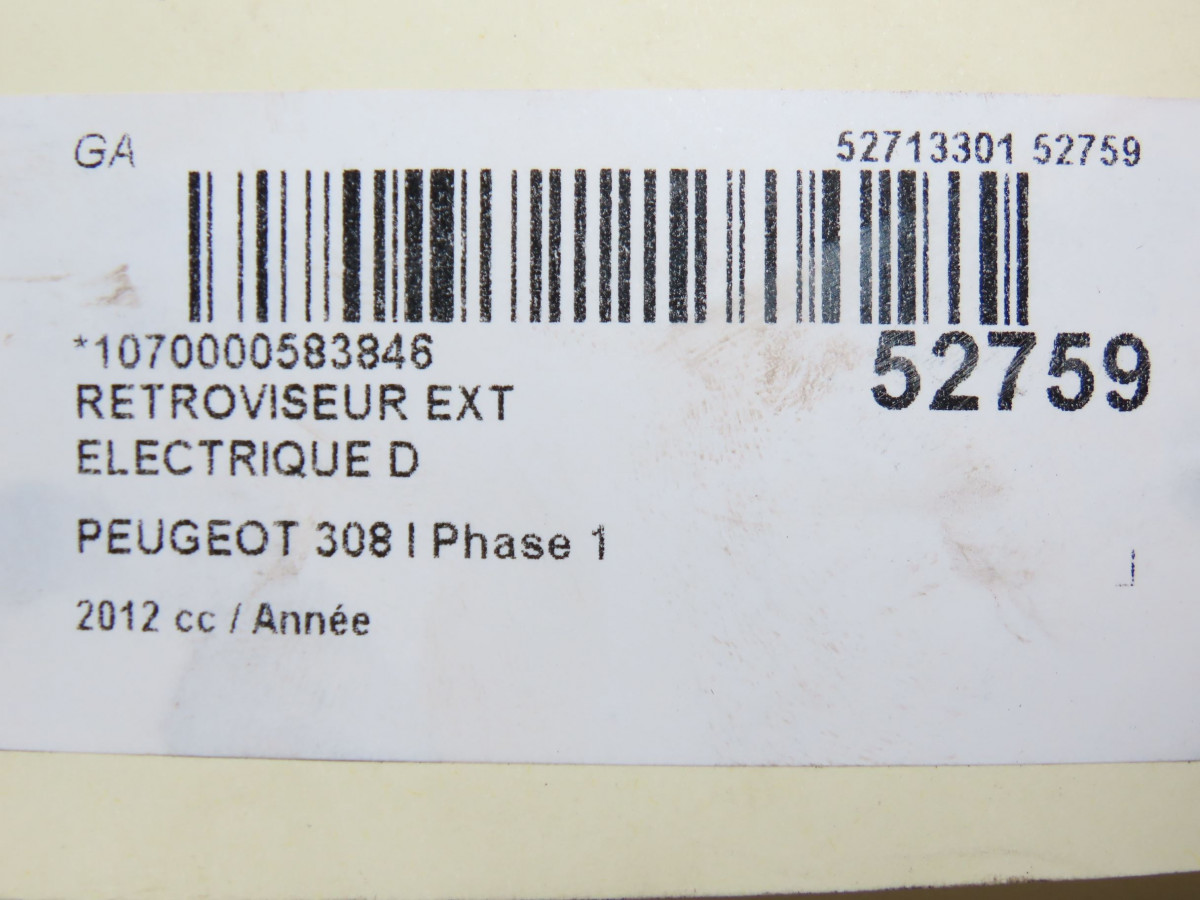 GA
52713301 52759
*1070000583846
52759
RETROVISEUR EXT
ELECTRIQUE D
PEUGEOT 308 I Phase 1
2012 cc / Année